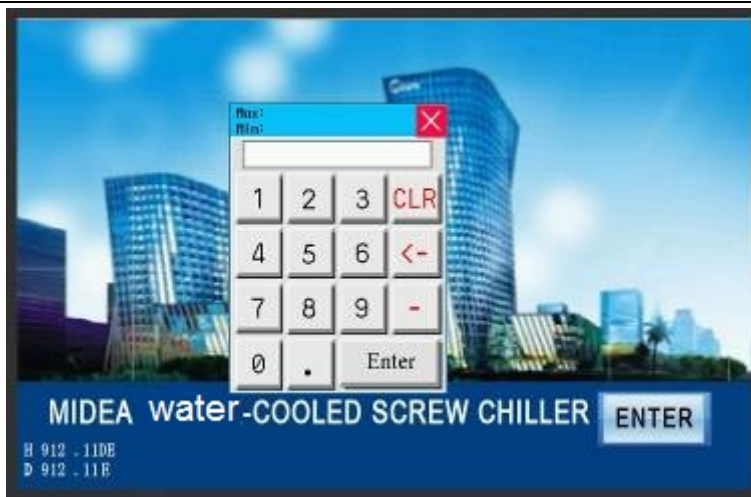 Max:
Min:
1 2 3 CLR
4 5 6 <-
7 8 9 -
0 . Enter
MIDEA water-COOLED SCREW CHILLER ENTER
H 912 .11DE
D 912 .11E